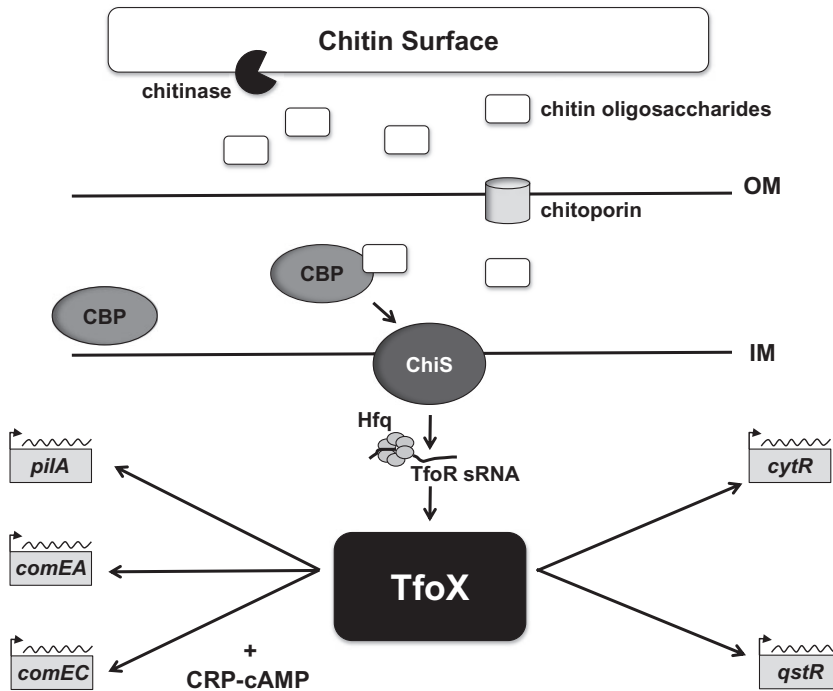 Chitin Surface
chitinase
chitin oligosaccharides
OM
chitoporin
CBP
CBP
IM
ChiS
Hfq
TfoR sRNA
pilA
cytR
comEA
TfoX
comEC
+
CRP-cAMP
qstR